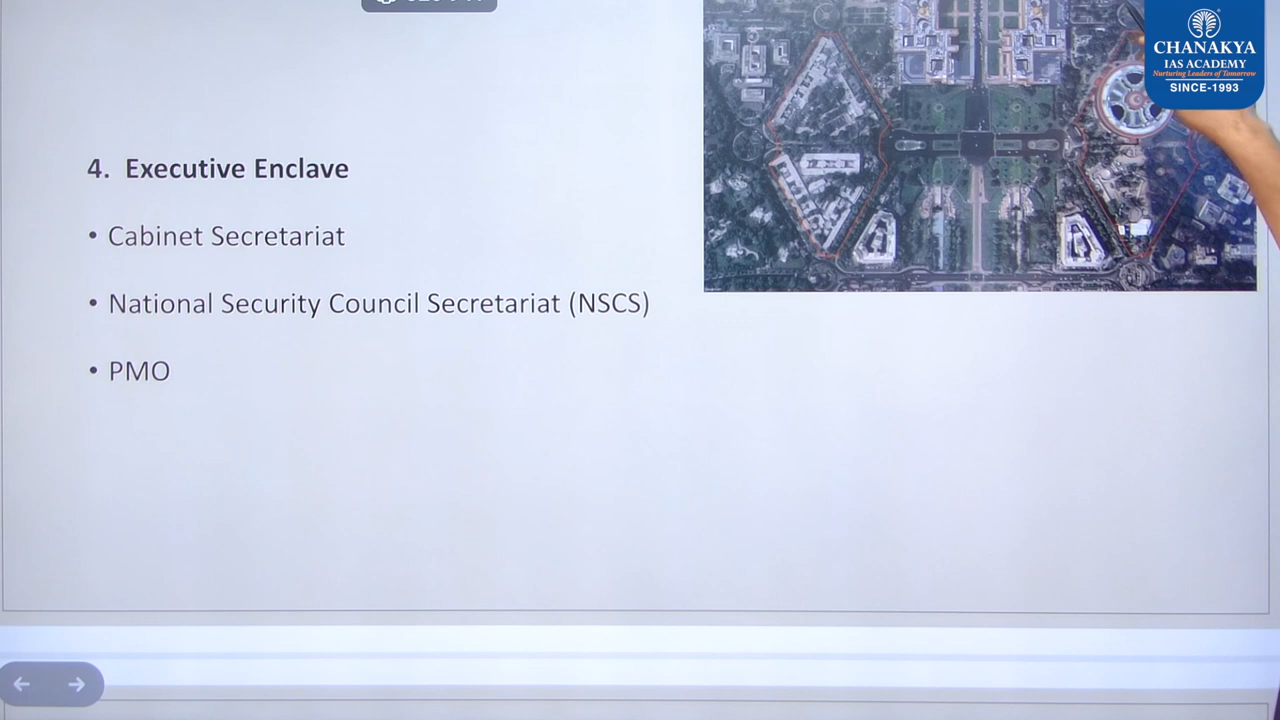 CHANAKYA
IAS ACADEMY
Nurturing Leaders of Tomorrow
SINCE-1993
4. Executive Enclave
• Cabinet Secretariat
• National Security Council Secretariat (NSCS)
• PMO